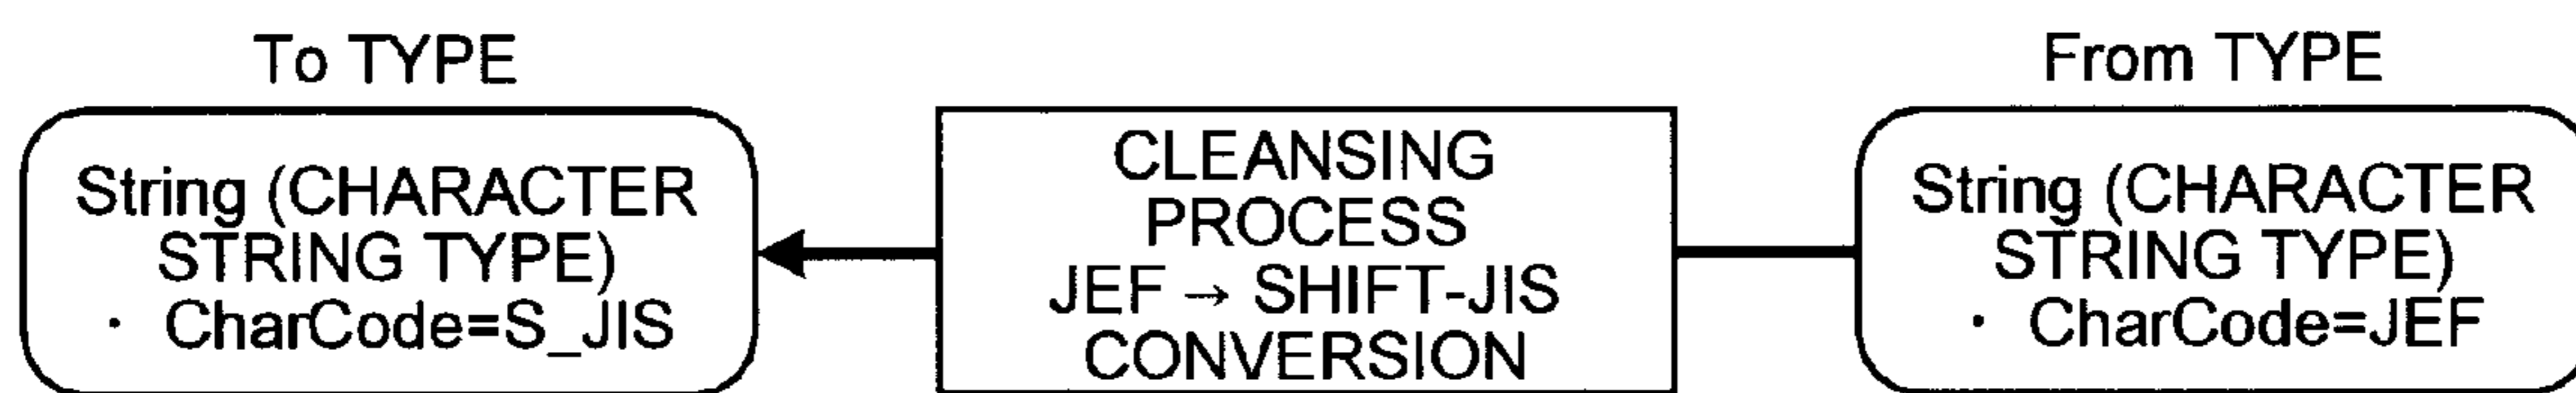 To TYPE
String (CHARACTER
STRING TYPE)
· CharCode=S_JIS
CLEANSING
PROCESS
JEF → SHIFT-JIS
CONVERSION
From TYPE
String (CHARACTER
STRING TYPE)
· CharCode=JEF